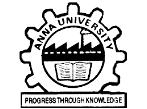 ANNA UNIVERSITY
PROGRESS THROUGH KNOWLEDGE